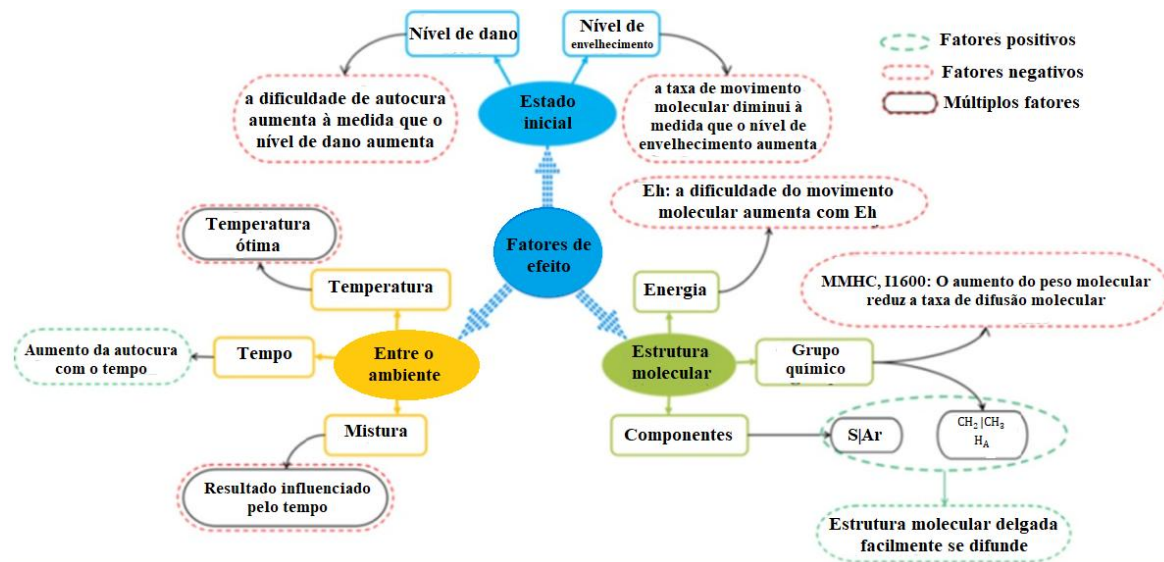 Nível de dano
Nível de
envelhecimento
Fatores positivos
Fatores negativos
Múltiplos fatores
a dificuldade de autocura
aumenta à medida que o
nível de dano aumenta
Estado
inicial
a taxa de movimento
molecular diminui à
medida que o nível de
envelhecimento aumenta
Eh: a dificuldade do movimento
molecular aumenta com Eh
Temperatura
ótima
Fatores de
efeito
Temperatura
Energia
MMHC, I1600: O aumento do peso molecular
reduz a taxa de difusão molecular
Aumento da autocura
com o tempo
Tempo
Entre o
ambiente
Estrutura
molecular
Grupo
químico
Mistura
Componentes
S|Ar
CH₂|CH₃
H_A
Resultado influenciado
pelo tempo
Estrutura molecular delgada
facilmente se difunde